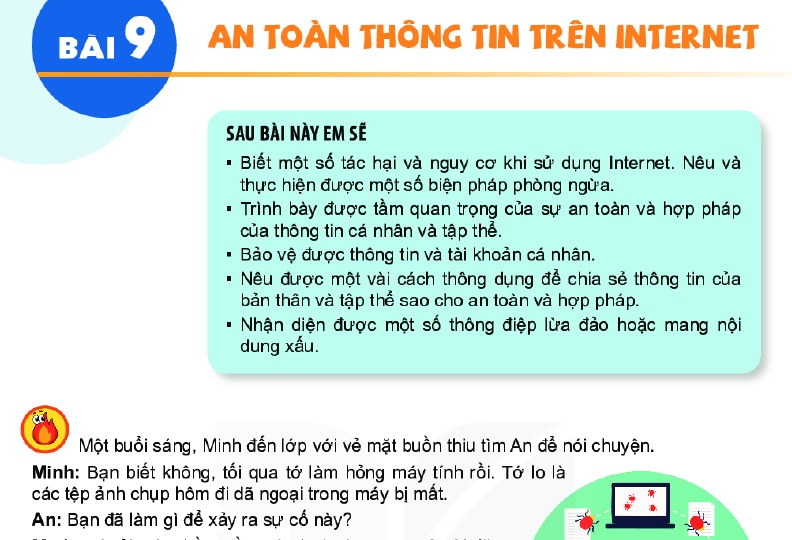 BÀI 9
AN TOÀN THÔNG TIN TRÊN INTERNET
SAU BÀI NÀY EM SẼ
▪ Biết một số tác hại và nguy cơ khi sử dụng Internet. Nêu và
thực hiện được một số biện pháp phòng ngừa.
▪ Trình bày được tầm quan trọng của sự an toàn và hợp pháp
của thông tin cá nhân và tập thể.
▪ Bảo vệ được thông tin và tài khoản cá nhân.
▪ Nêu được một vài cách thông dụng để chia sẻ thông tin của
bản thân và tập thể sao cho an toàn và hợp pháp.
▪ Nhận diện được một số thông điệp lừa đảo hoặc mang nội
dung xấu.
Một buổi sáng, Minh đến lớp với vẻ mặt buồn thiu tìm An để nói chuyện.
Minh: Bạn biết không, tối qua tớ làm hỏng máy tính rồi. Tớ lo là
các tệp ảnh chụp hôm đi dã ngoại trong máy bị mất.
An: Bạn đã làm gì để xảy ra sự cố này?